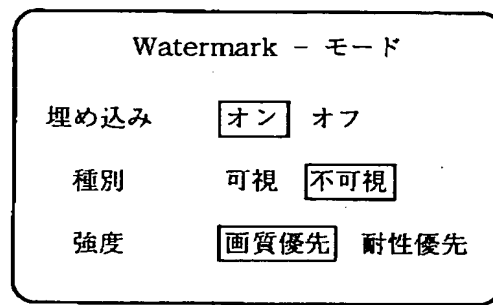 Watermark － モード
埋め込み オン オフ
種別 可視 不可視
強度 画質優先 耐性優先